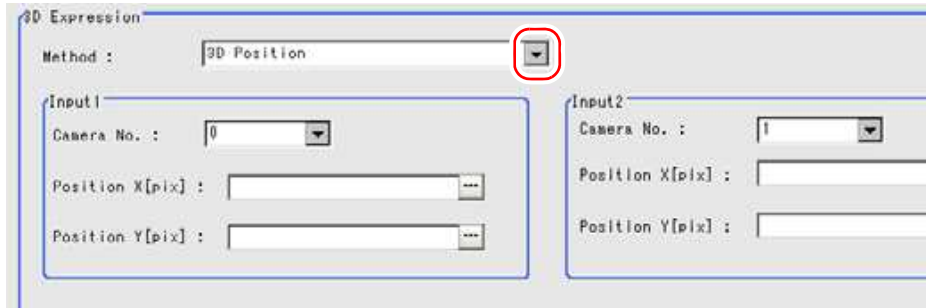 3D Expression
Method : 3D Position
Input1
Camera No. : 0
Position X[pix] : ...
Position Y[pix] : ...
Input2
Camera No. : 1
Position X[pix] :
Position Y[pix] :